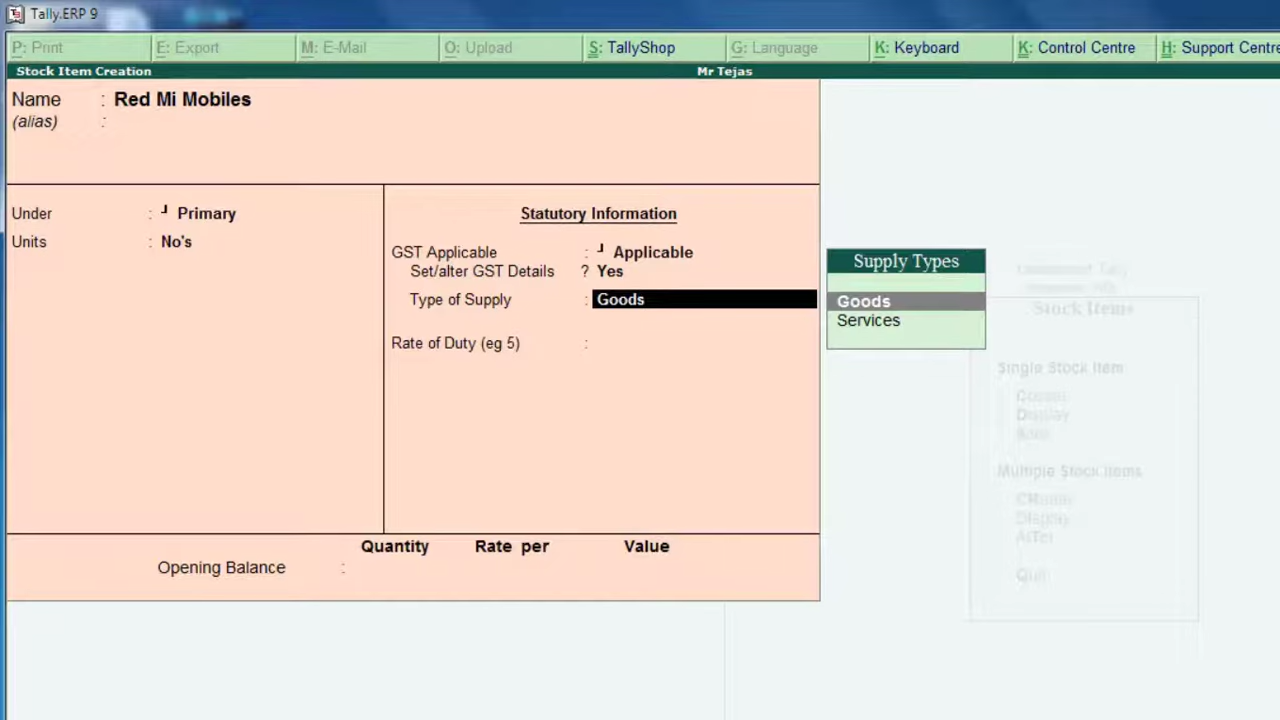 Tally.ERP 9
P: Print E: Export M: E-Mail O: Upload S: TallyShop G: Language K: Keyboard K: Control Centre H: Support Centre
Stock Item Creation Mr Tejas
Name : Red Mi Mobiles
(alias) :
Under : ┘ Primary
Units : No's
Statutory Information
GST Applicable : ┘ Applicable
Set/alter GST Details ? Yes
Type of Supply : Goods
Rate of Duty (eg 5) :
Supply Types
Goods
Services
Stock Items
Single Stock Item
Display
Multiple Stock Items
Display
Quit
Quantity Rate per Value
Opening Balance :